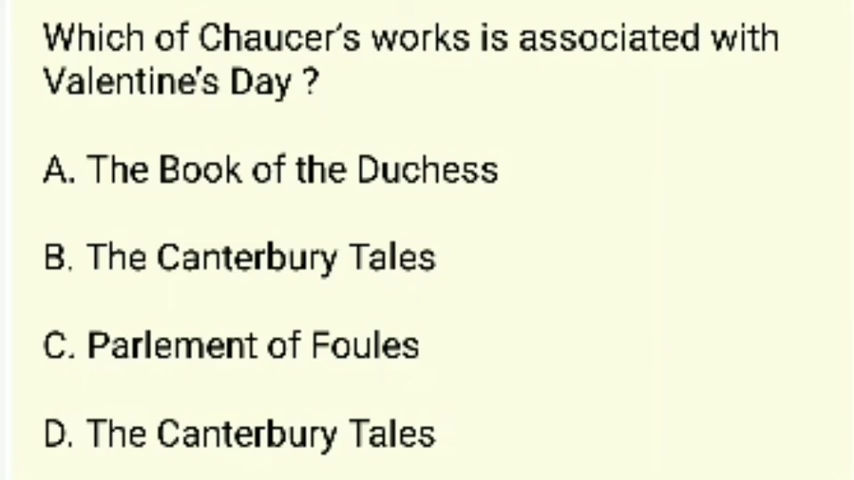 Which of Chaucer's works is associated with
Valentine's Day ?
A. The Book of the Duchess
B. The Canterbury Tales
C. Parlement of Foules
D. The Canterbury Tales